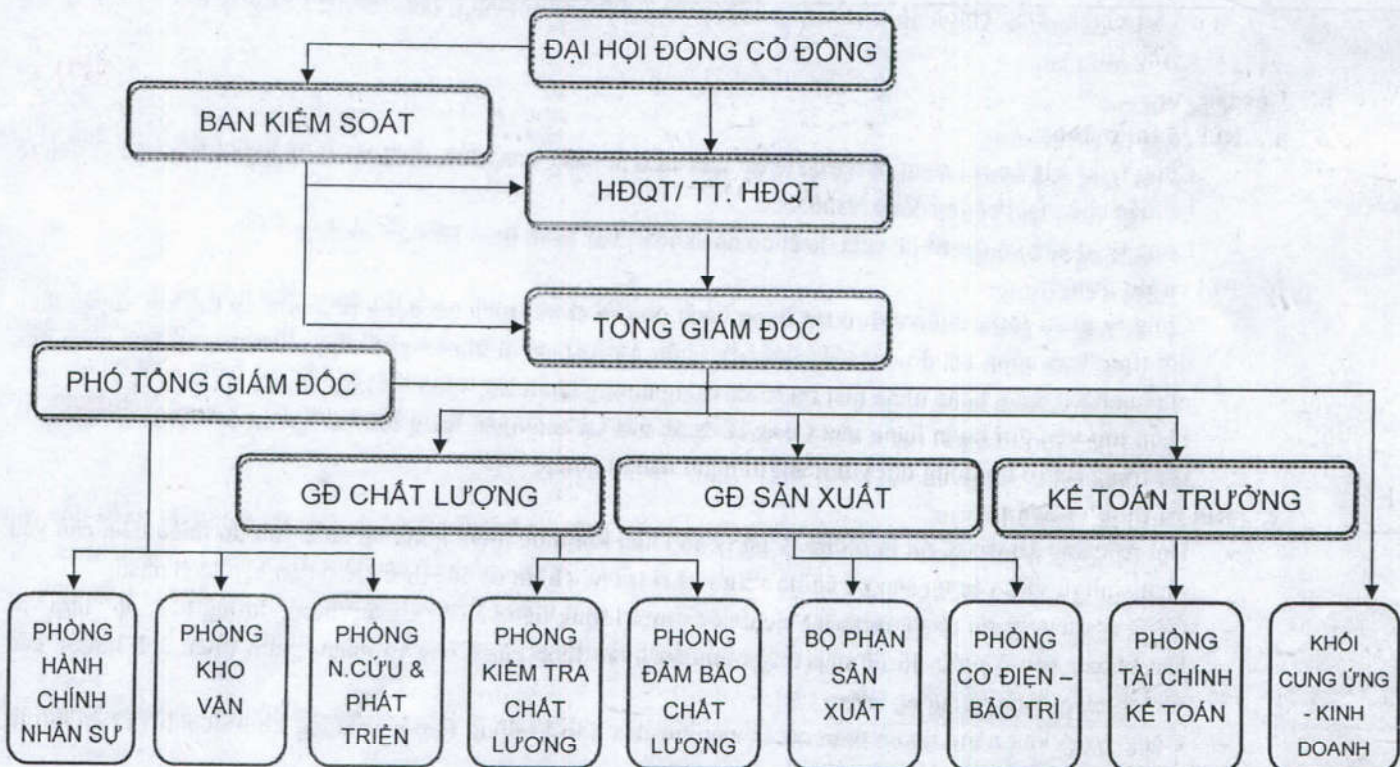 ĐẠI HỘI ĐỒNG CỔ ĐÔNG
BAN KIỂM SOÁT
HĐQT/ TT. HĐQT
TỔNG GIÁM ĐỐC
PHÓ TỔNG GIÁM ĐỐC
GĐ CHẤT LƯỢNG
GĐ SẢN XUẤT
KẾ TOÁN TRƯỞNG
PHÒNG
HÀNH
CHÍNH
NHÂN SỰ
PHÒNG
KHO
VẬN
PHÒNG
N.CỨU &
PHÁT
TRIỂN
PHÒNG
KIỂM TRA
CHẤT
LƯỢNG
PHÒNG
ĐẢM BẢO
CHẤT
LƯỢNG
BỘ PHẬN
SẢN
XUẤT
PHÒNG
CƠ ĐIỆN –
BẢO TRÌ
PHÒNG
TÀI CHÍNH
KẾ TOÁN
KHỐI
CUNG ỨNG
- KINH
DOANH